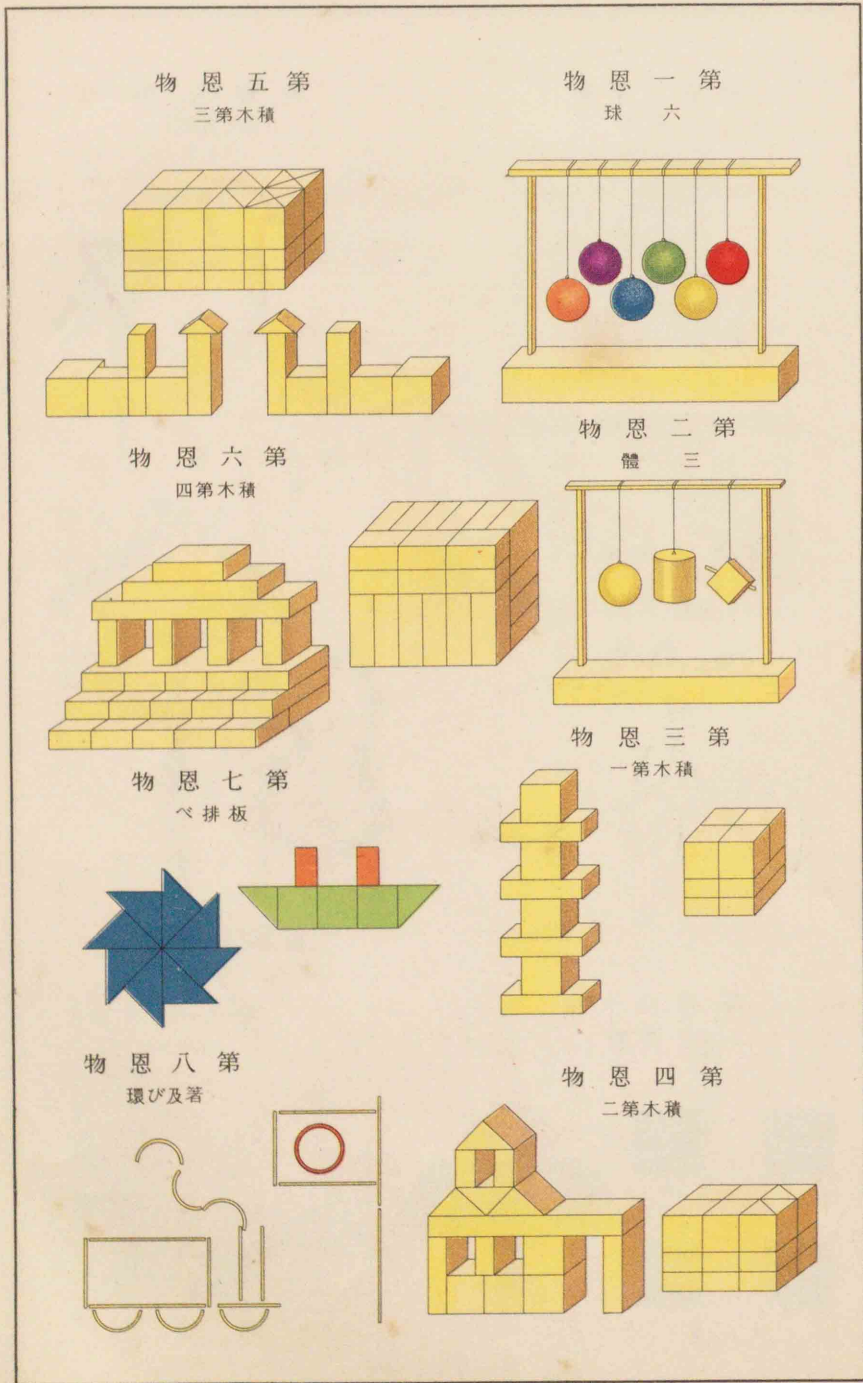 第一恩物
六球
第二恩物
三體
第三恩物
積木第一
第四恩物
積木第二
第五恩物
積木第三
第六恩物
積木第四
第七恩物
板排べ
第八恩物
著及び環